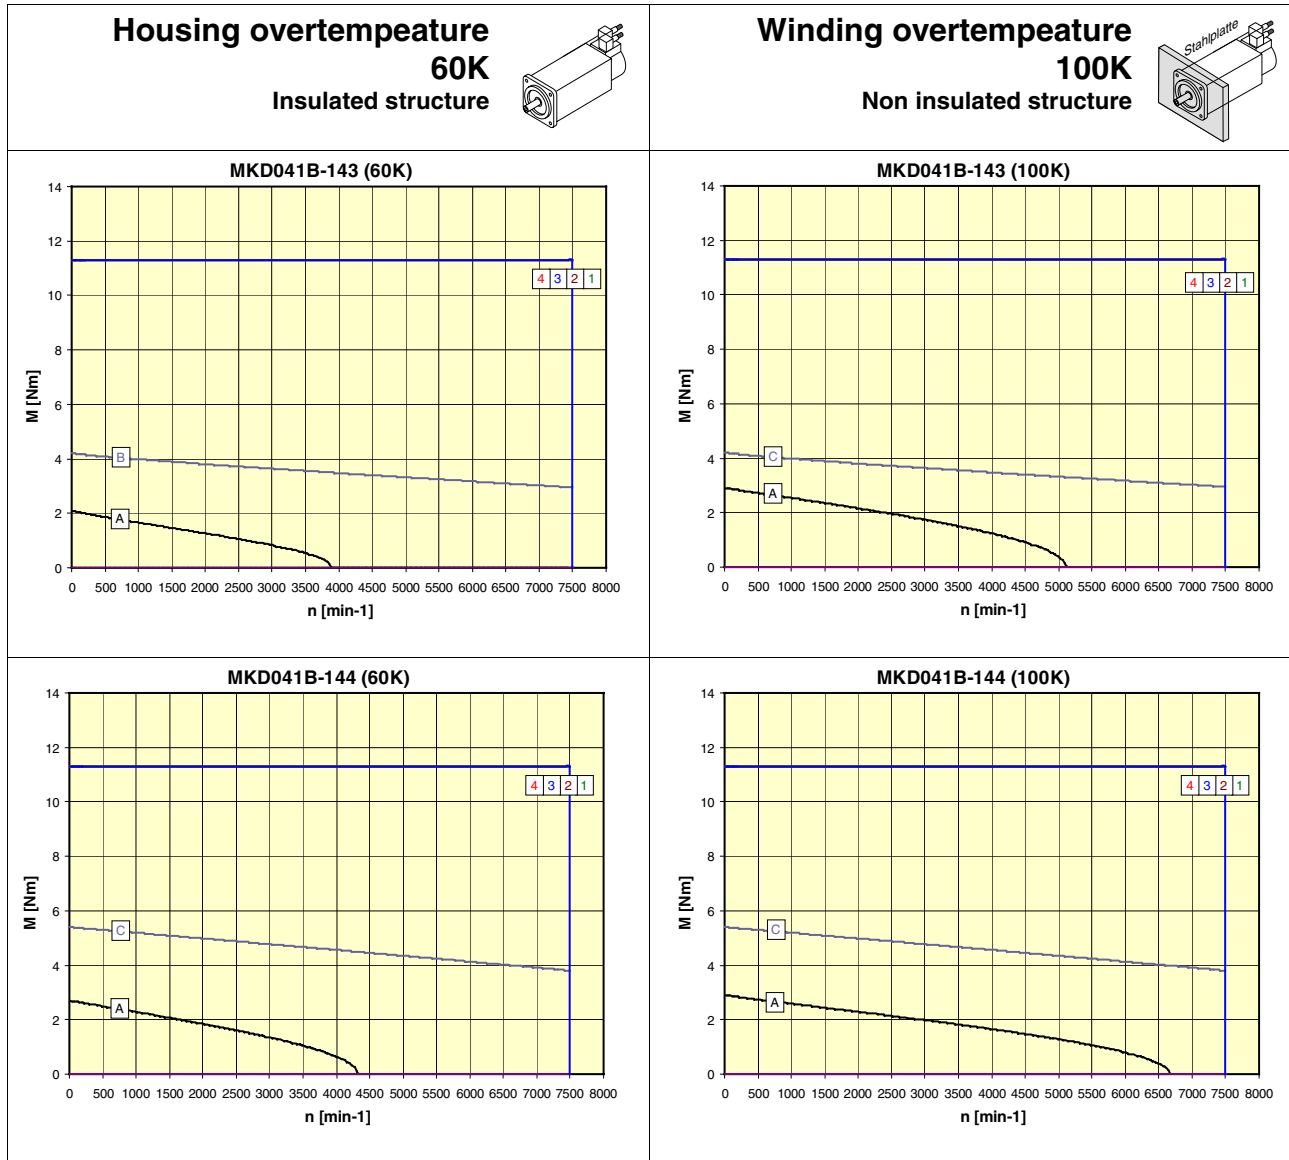 Housing overtempeature
60K
Insulated structure
Winding overtempeature
100K
Non insulated structure
Stahlplatte
MKD041B-143 (60K)
14
12
10
8
6
4
2
0
M [Nm]
4 3 2 1
B
A
0 500 1000 1500 2000 2500 3000 3500 4000 4500 5000 5500 6000 6500 7000 7500 8000
n [min-1]
MKD041B-143 (100K)
14
12
10
8
6
4
2
0
M [Nm]
4 3 2 1
C
A
0 500 1000 1500 2000 2500 3000 3500 4000 4500 5000 5500 6000 6500 7000 7500 8000
n [min-1]
MKD041B-144 (60K)
14
12
10
8
6
4
2
0
M [Nm]
4 3 2 1
C
A
0 500 1000 1500 2000 2500 3000 3500 4000 4500 5000 5500 6000 6500 7000 7500 8000
n [min-1]
MKD041B-144 (100K)
14
12
10
8
6
4
2
0
M [Nm]
4 3 2 1
C
A
0 500 1000 1500 2000 2500 3000 3500 4000 4500 5000 5500 6000 6500 7000 7500 8000
n [min-1]